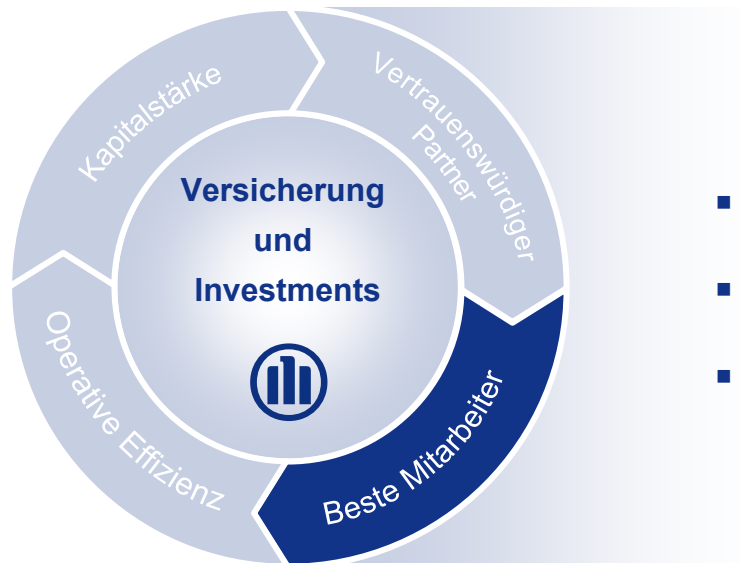 Kapitalstärke
Vertrauenswürdiger
Partner
Versicherung
und
Investments
Operative Effizienz
Beste Mitarbeiter